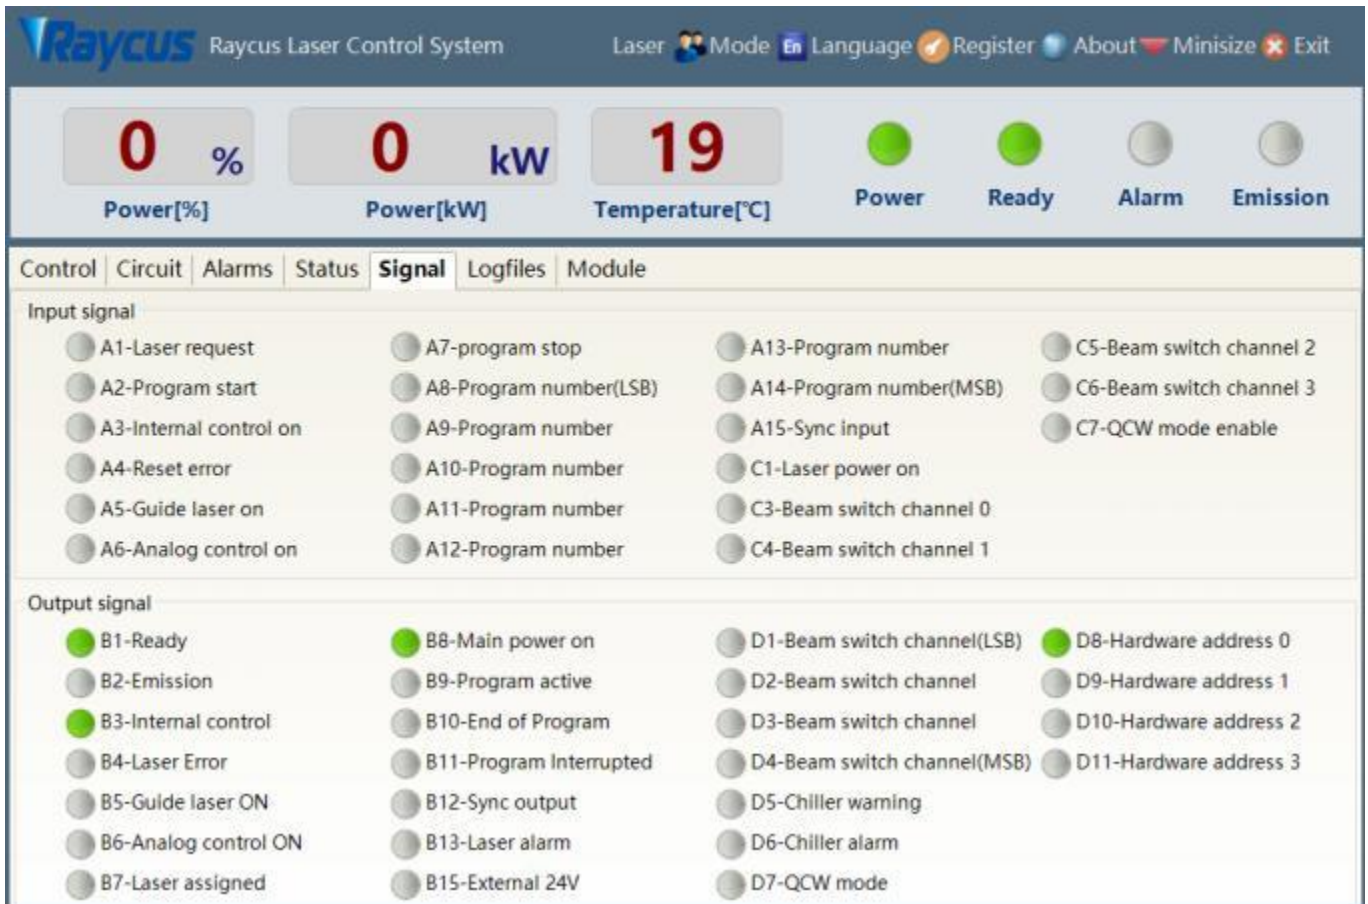 Raycus Raycus Laser Control System Laser Mode En Language Register About Minisize Exit
0 % 0 kW 19
Power[%] Power[kW] Temperature[℃] Power Ready Alarm Emission
Control Circuit Alarms Status Signal Logfiles Module
Input signal
A1-Laser request A7-program stop A13-Program number C5-Beam switch channel 2
A2-Program start A8-Program number(LSB) A14-Program number(MSB) C6-Beam switch channel 3
A3-Internal control on A9-Program number A15-Sync input C7-QCW mode enable
A4-Reset error A10-Program number C1-Laser power on
A5-Guide laser on A11-Program number C3-Beam switch channel 0
A6-Analog control on A12-Program number C4-Beam switch channel 1
Output signal
B1-Ready B8-Main power on D1-Beam switch channel(LSB) D8-Hardware address 0
B2-Emission B9-Program active D2-Beam switch channel D9-Hardware address 1
B3-Internal control B10-End of Program D3-Beam switch channel D10-Hardware address 2
B4-Laser Error B11-Program Interrupted D4-Beam switch channel(MSB) D11-Hardware address 3
B5-Guide laser ON B12-Sync output D5-Chiller warning
B6-Analog control ON B13-Laser alarm D6-Chiller alarm
B7-Laser assigned B15-External 24V D7-QCW mode